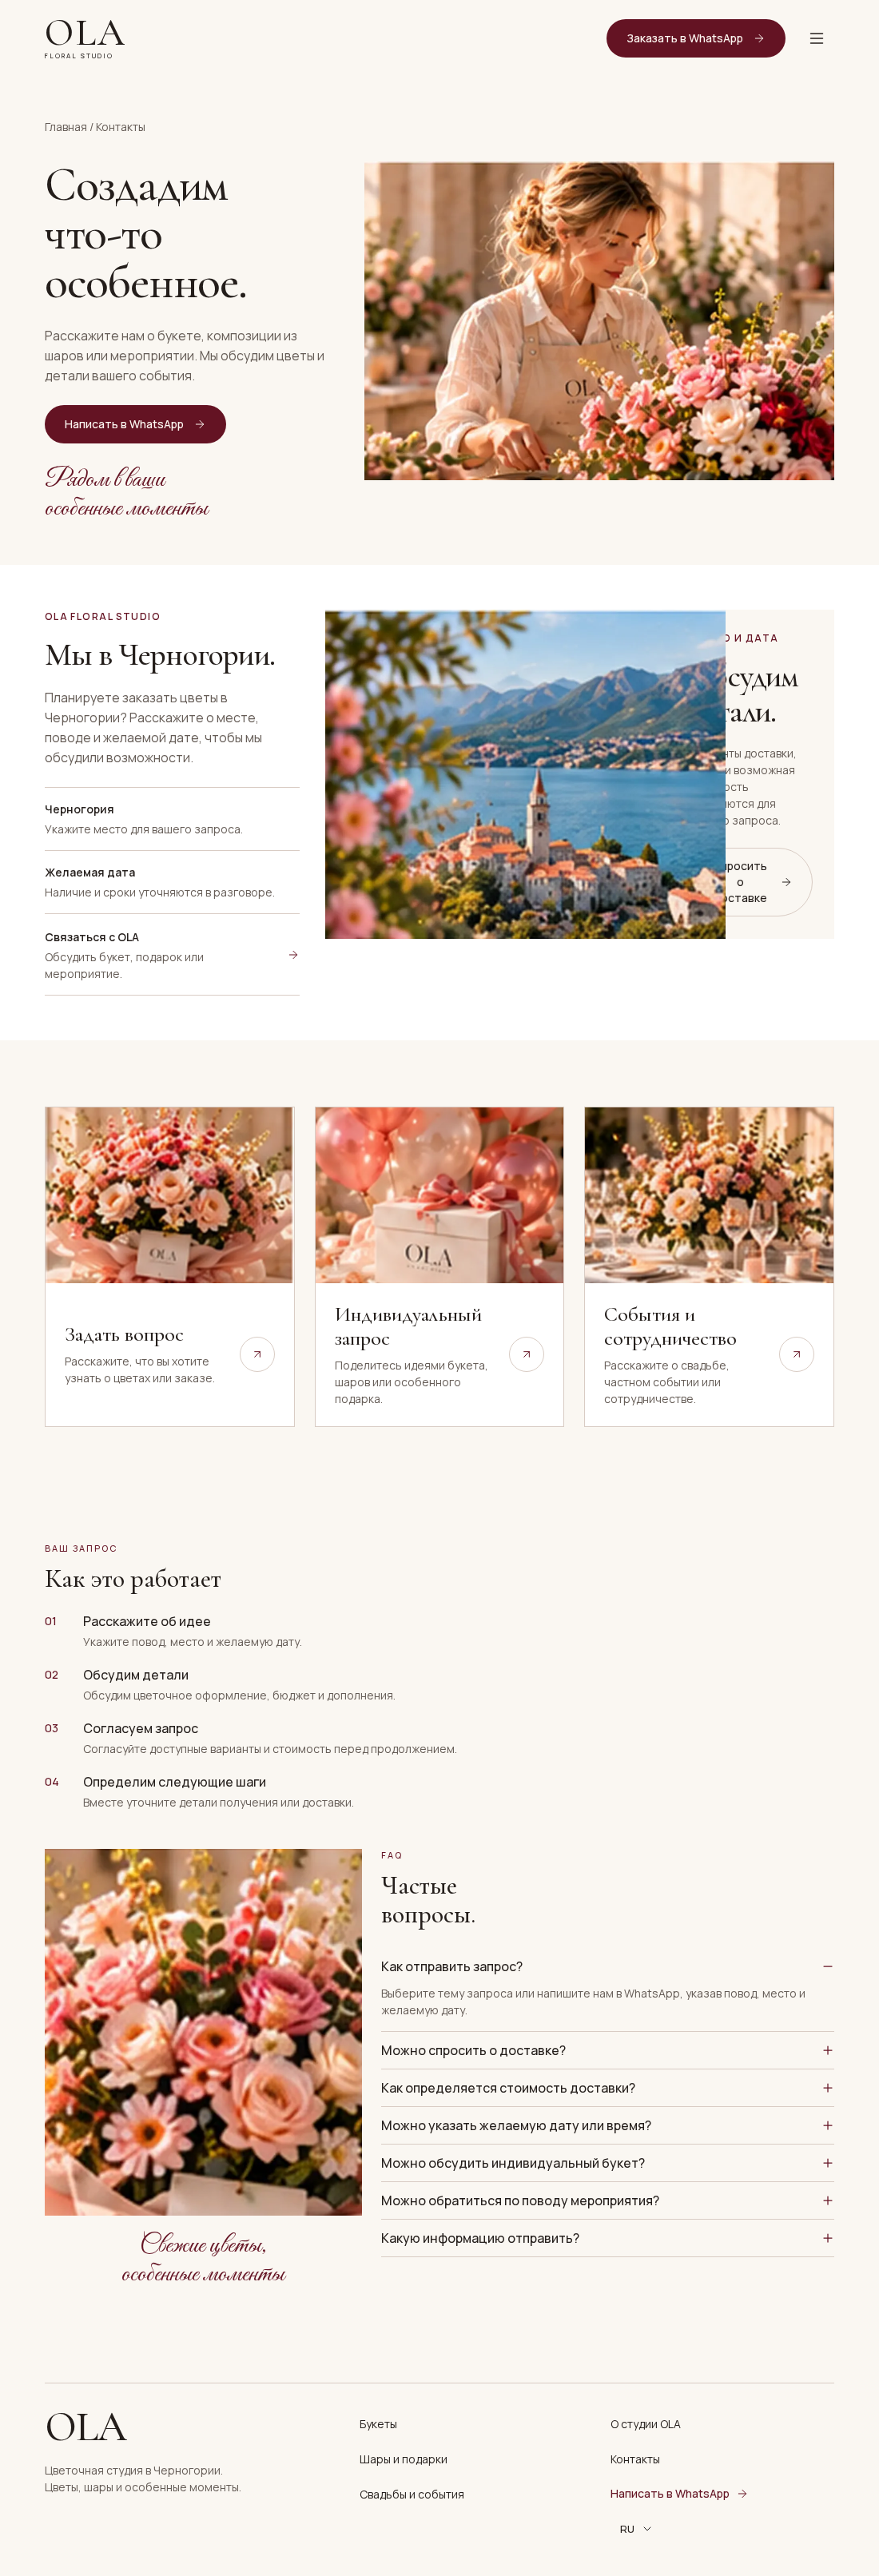 OLA
FLORAL STUDIO
Заказать в WhatsApp
Главная / Контакты
Создадим
что-то
особенное.
Расскажите нам о букете, композиции из
шаров или мероприятии. Мы обсудим цветы и
детали вашего события.
Написать в WhatsApp
Рядом в ваши
особенные моменты
OLA FLORAL STUDIO
Мы в Черногории.
Планируете заказать цветы в
Черногории? Расскажите о месте,
поводе и желаемой дате, чтобы мы
обсудили возможности.
Черногория
Укажите место для вашего запроса.
Желаемая дата
Наличие и сроки уточняются в разговоре.
Связаться с OLA
Обсудить букет, подарок или
мероприятие.
И ДАТА
и возможная
для
запроса.
о
Задать вопрос
Расскажите, что вы хотите
узнать о цветах или заказе.
OLA
Индивидуальный
запрос
Поделитесь идеями букета,
шаров или особенного
подарка.
OLA
События и
сотрудничество
Расскажите о свадьбе,
частном событии или
сотрудничестве.
ВАШ ЗАПРОС
Как это работает
01
Расскажите об идее
Укажите повод, место и желаемую дату.
02
Обсудим детали
Обсудим цветочное оформление, бюджет и дополнения.
03
Согласуем запрос
Согласуйте доступные варианты и стоимость перед продолжением.
04
Определим следующие шаги
Вместе уточните детали получения или доставки.
Свежие цветы,
особенные моменты
FAQ
Частые
вопросы.
Как отправить запрос?
Выберите тему запроса или напишите нам в WhatsApp, указав повод, место и
желаемую дату.
Можно спросить о доставке?
Как определяется стоимость доставки?
Можно указать желаемую дату или время?
Можно обсудить индивидуальный букет?
Можно обратиться по поводу мероприятия?
Какую информацию отправить?
OLA
Цветочная студия в Черногории.
Цветы, шары и особенные моменты.
Букеты
Шары и подарки
Свадьбы и события
О студии OLA
Контакты
Написать в WhatsApp
RU